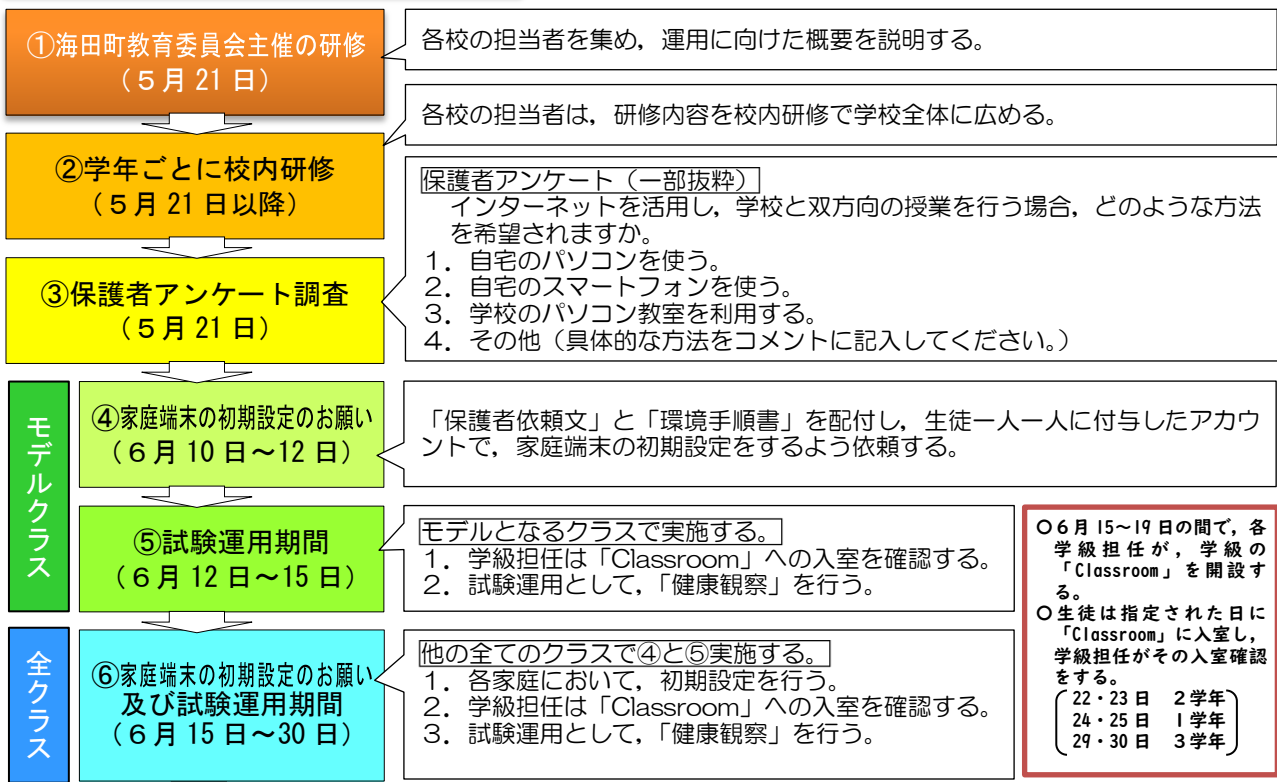 ①海田町教育委員会主催の研修
（５月 21 日）
各校の担当者を集め，運用に向けた概要を説明する。
各校の担当者は，研修内容を校内研修で学校全体に広める。
②学年ごとに校内研修
（５月 21 日以降）
保護者アンケート（一部抜粋）
インターネットを活用し，学校と双方向の授業を行う場合，どのような方法
を希望されますか。
１．自宅のパソコンを使う。
２．自宅のスマートフォンを使う。
３．学校のパソコン教室を利用する。
４．その他（具体的な方法をコメントに記入してください。）
③保護者アンケート調査
（５月 21 日）
モデルクラス
④家庭端末の初期設定のお願い
（６月 10 日～12 日）
「保護者依頼文」と「環境手順書」を配付し，生徒一人一人に付与したアカウ
ントで，家庭端末の初期設定をするよう依頼する。
⑤試験運用期間
（６月 12 日～15 日）
モデルとなるクラスで実施する。
１．学級担任は「Classroom」への入室を確認する。
２．試験運用として，「健康観察」を行う。
全クラス
⑥家庭端末の初期設定のお願い
及び試験運用期間
（６月 15 日～30 日）
他の全てのクラスで④と⑤実施する。
１．各家庭において，初期設定を行う。
２．学級担任は「Classroom」への入室を確認する。
３．試験運用として，「健康観察」を行う。
○６月 15～19 日の間で，各
学級担任が，学級の
「Classroom」を開設す
る。
○生徒は指定された日に
「Classroom」に入室し，
学級担任がその入室確認
をする。
22・23 日　２学年
24・25 日　１学年
29・30 日　３学年